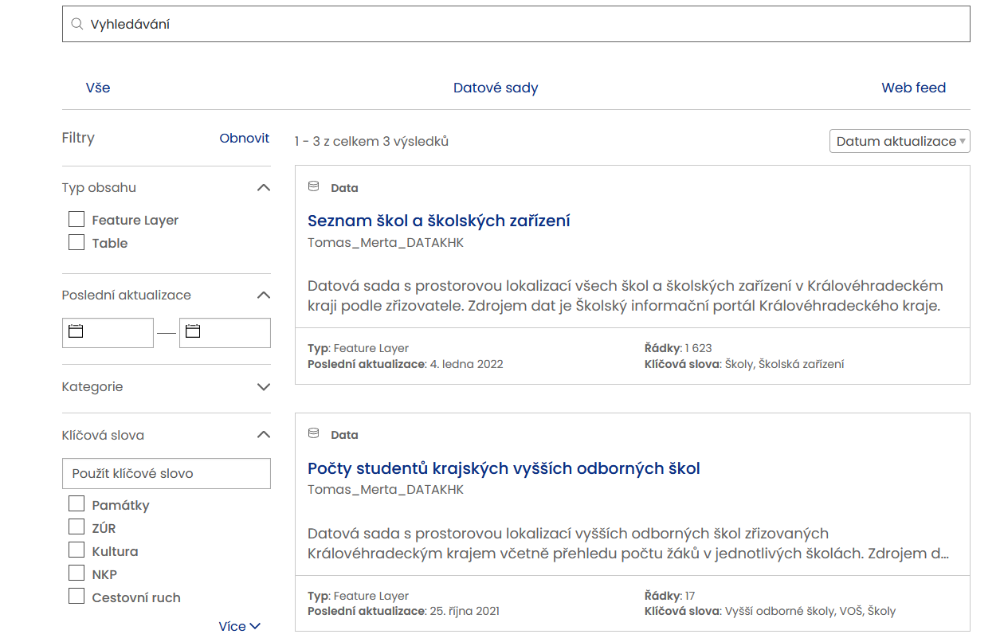 Vyhledávání
Vše
Datové sady
Web feed
Filtry
Obnovit
Typ obsahu
Feature Layer
Table
Poslední aktualizace
Kategorie
Klíčová slova
Použít klíčové slovo
Památky
ZÚR
Kultura
NKP
Cestovní ruch
Více
1 - 3 z celkem 3 výsledků
Datum aktualizace
Data
Seznam škol a školských zařízení
Tomas_Merta_DATAKHK
Datová sada s prostorovou lokalizací všech škol a školských zařízení v Královéhradeckém
kraji podle zřizovatele. Zdrojem dat je Školský informační portál Královéhradeckého kraje.
Typ: Feature Layer
Řádky: 1 623
Poslední aktualizace: 4. ledna 2022
Klíčová slova: Školy, Školská zařízení
Data
Počty studentů krajských vyšších odborných škol
Tomas_Merta_DATAKHK
Datová sada s prostorovou lokalizací vyšších odborných škol zřizovaných
Královéhradeckým krajem včetně přehledu počtu žáků v jednotlivých školách. Zdrojem d...
Typ: Feature Layer
Řádky: 17
Poslední aktualizace: 25. října 2021
Klíčová slova: Vyšší odborné školy, VOŠ, Školy